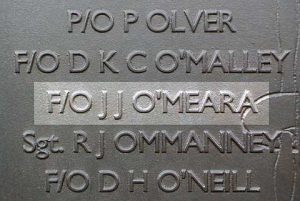 P/O P OLVER
F/O D K C O'MALLEY
F/O J J O'MEARA
Sgt. R J OMMANNEY
F/O D H O'NEILL